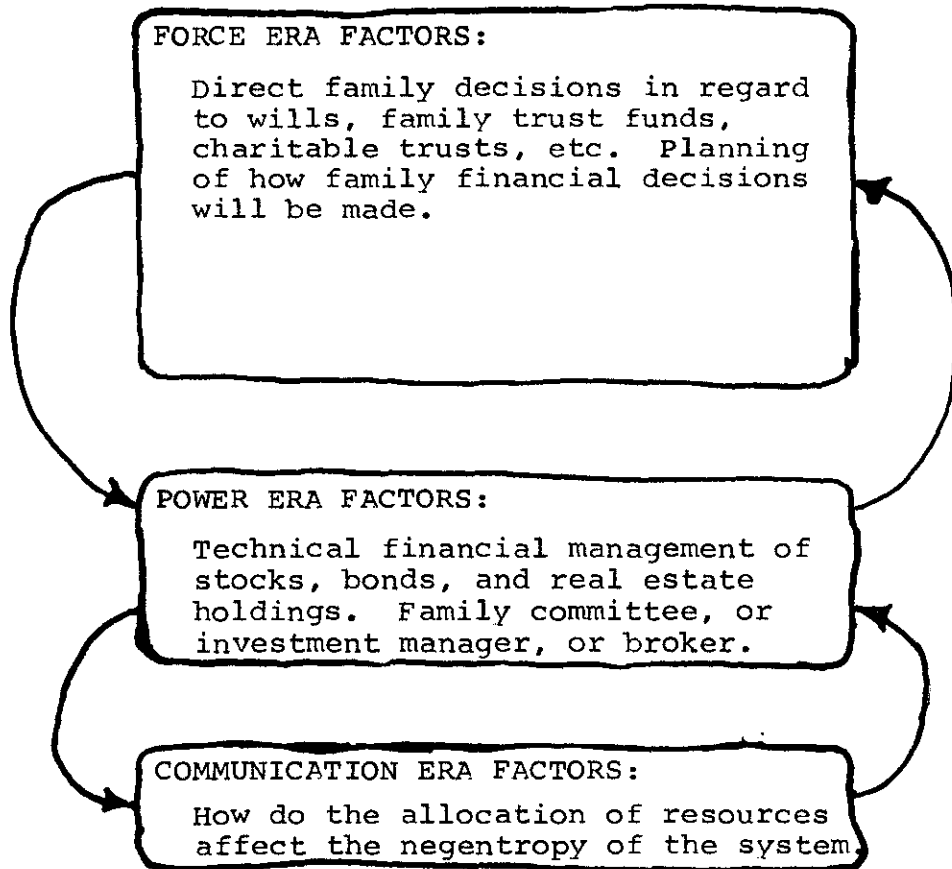 FORCE ERA FACTORS:
Direct family decisions in regard
to wills, family trust funds,
charitable trusts, etc. Planning
of how family financial decisions
will be made.
POWER ERA FACTORS:
Technical financial management of
stocks, bonds, and real estate
holdings. Family committee, or
investment manager, or broker.
COMMUNICATION ERA FACTORS:
How do the allocation of resources
affect the negentropy of the system.